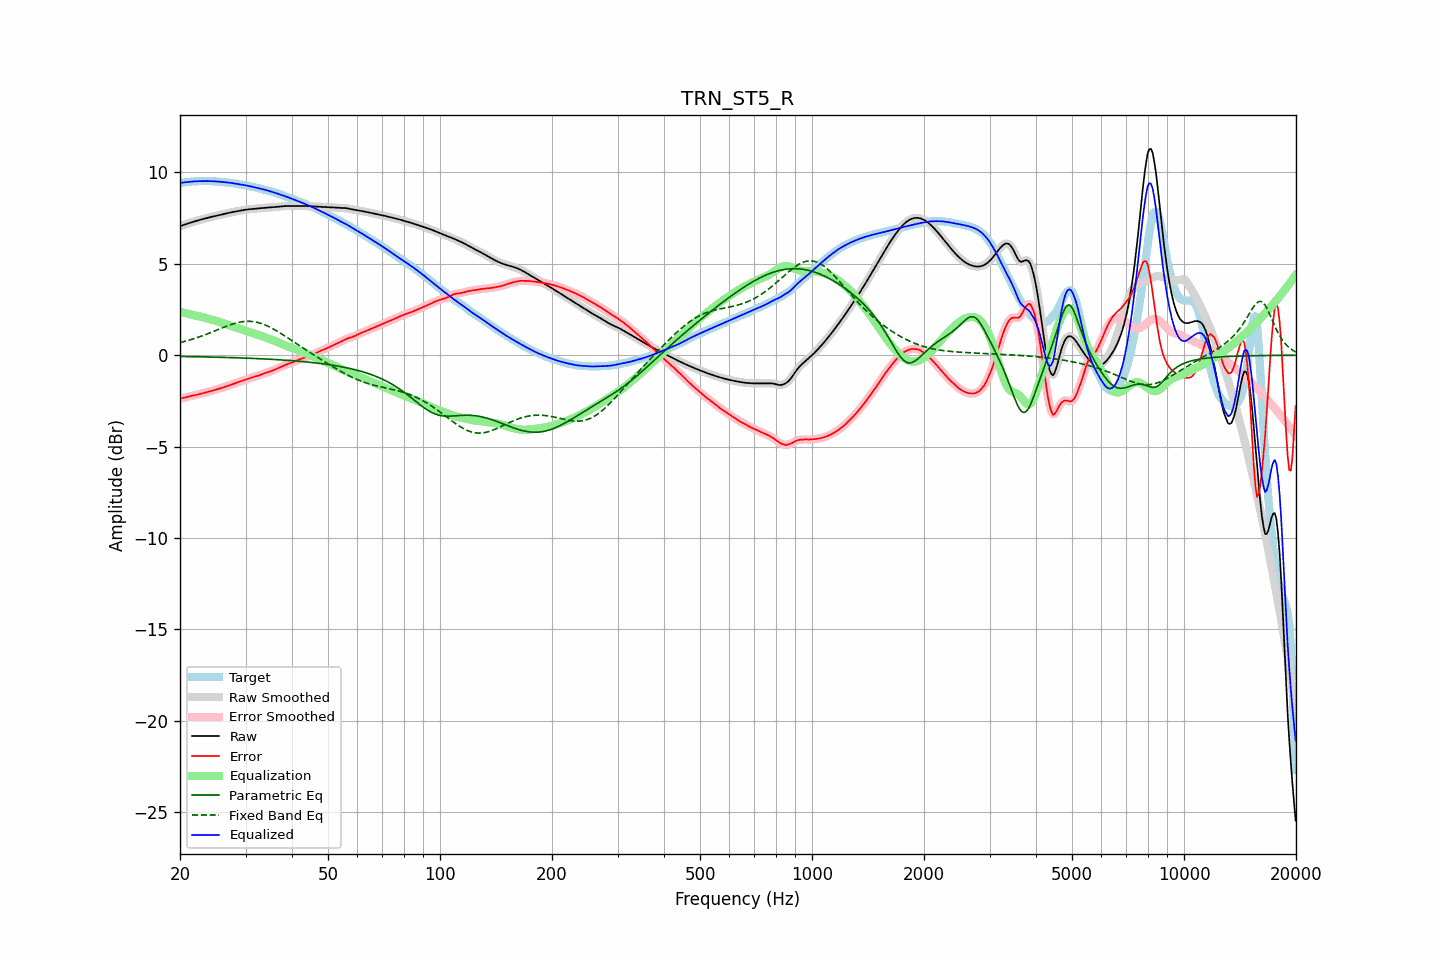 TRN_ST5_R
Amplitude (dBr)
10
5
0
−5
−10
−15
−20
−25
Target
Raw Smoothed
Error Smoothed
Raw
Error
Equalization
Parametric Eq
Fixed Band Eq
Equalized
20 50 100 200 500 1000 2000 5000 10000 20000
Frequency (Hz)